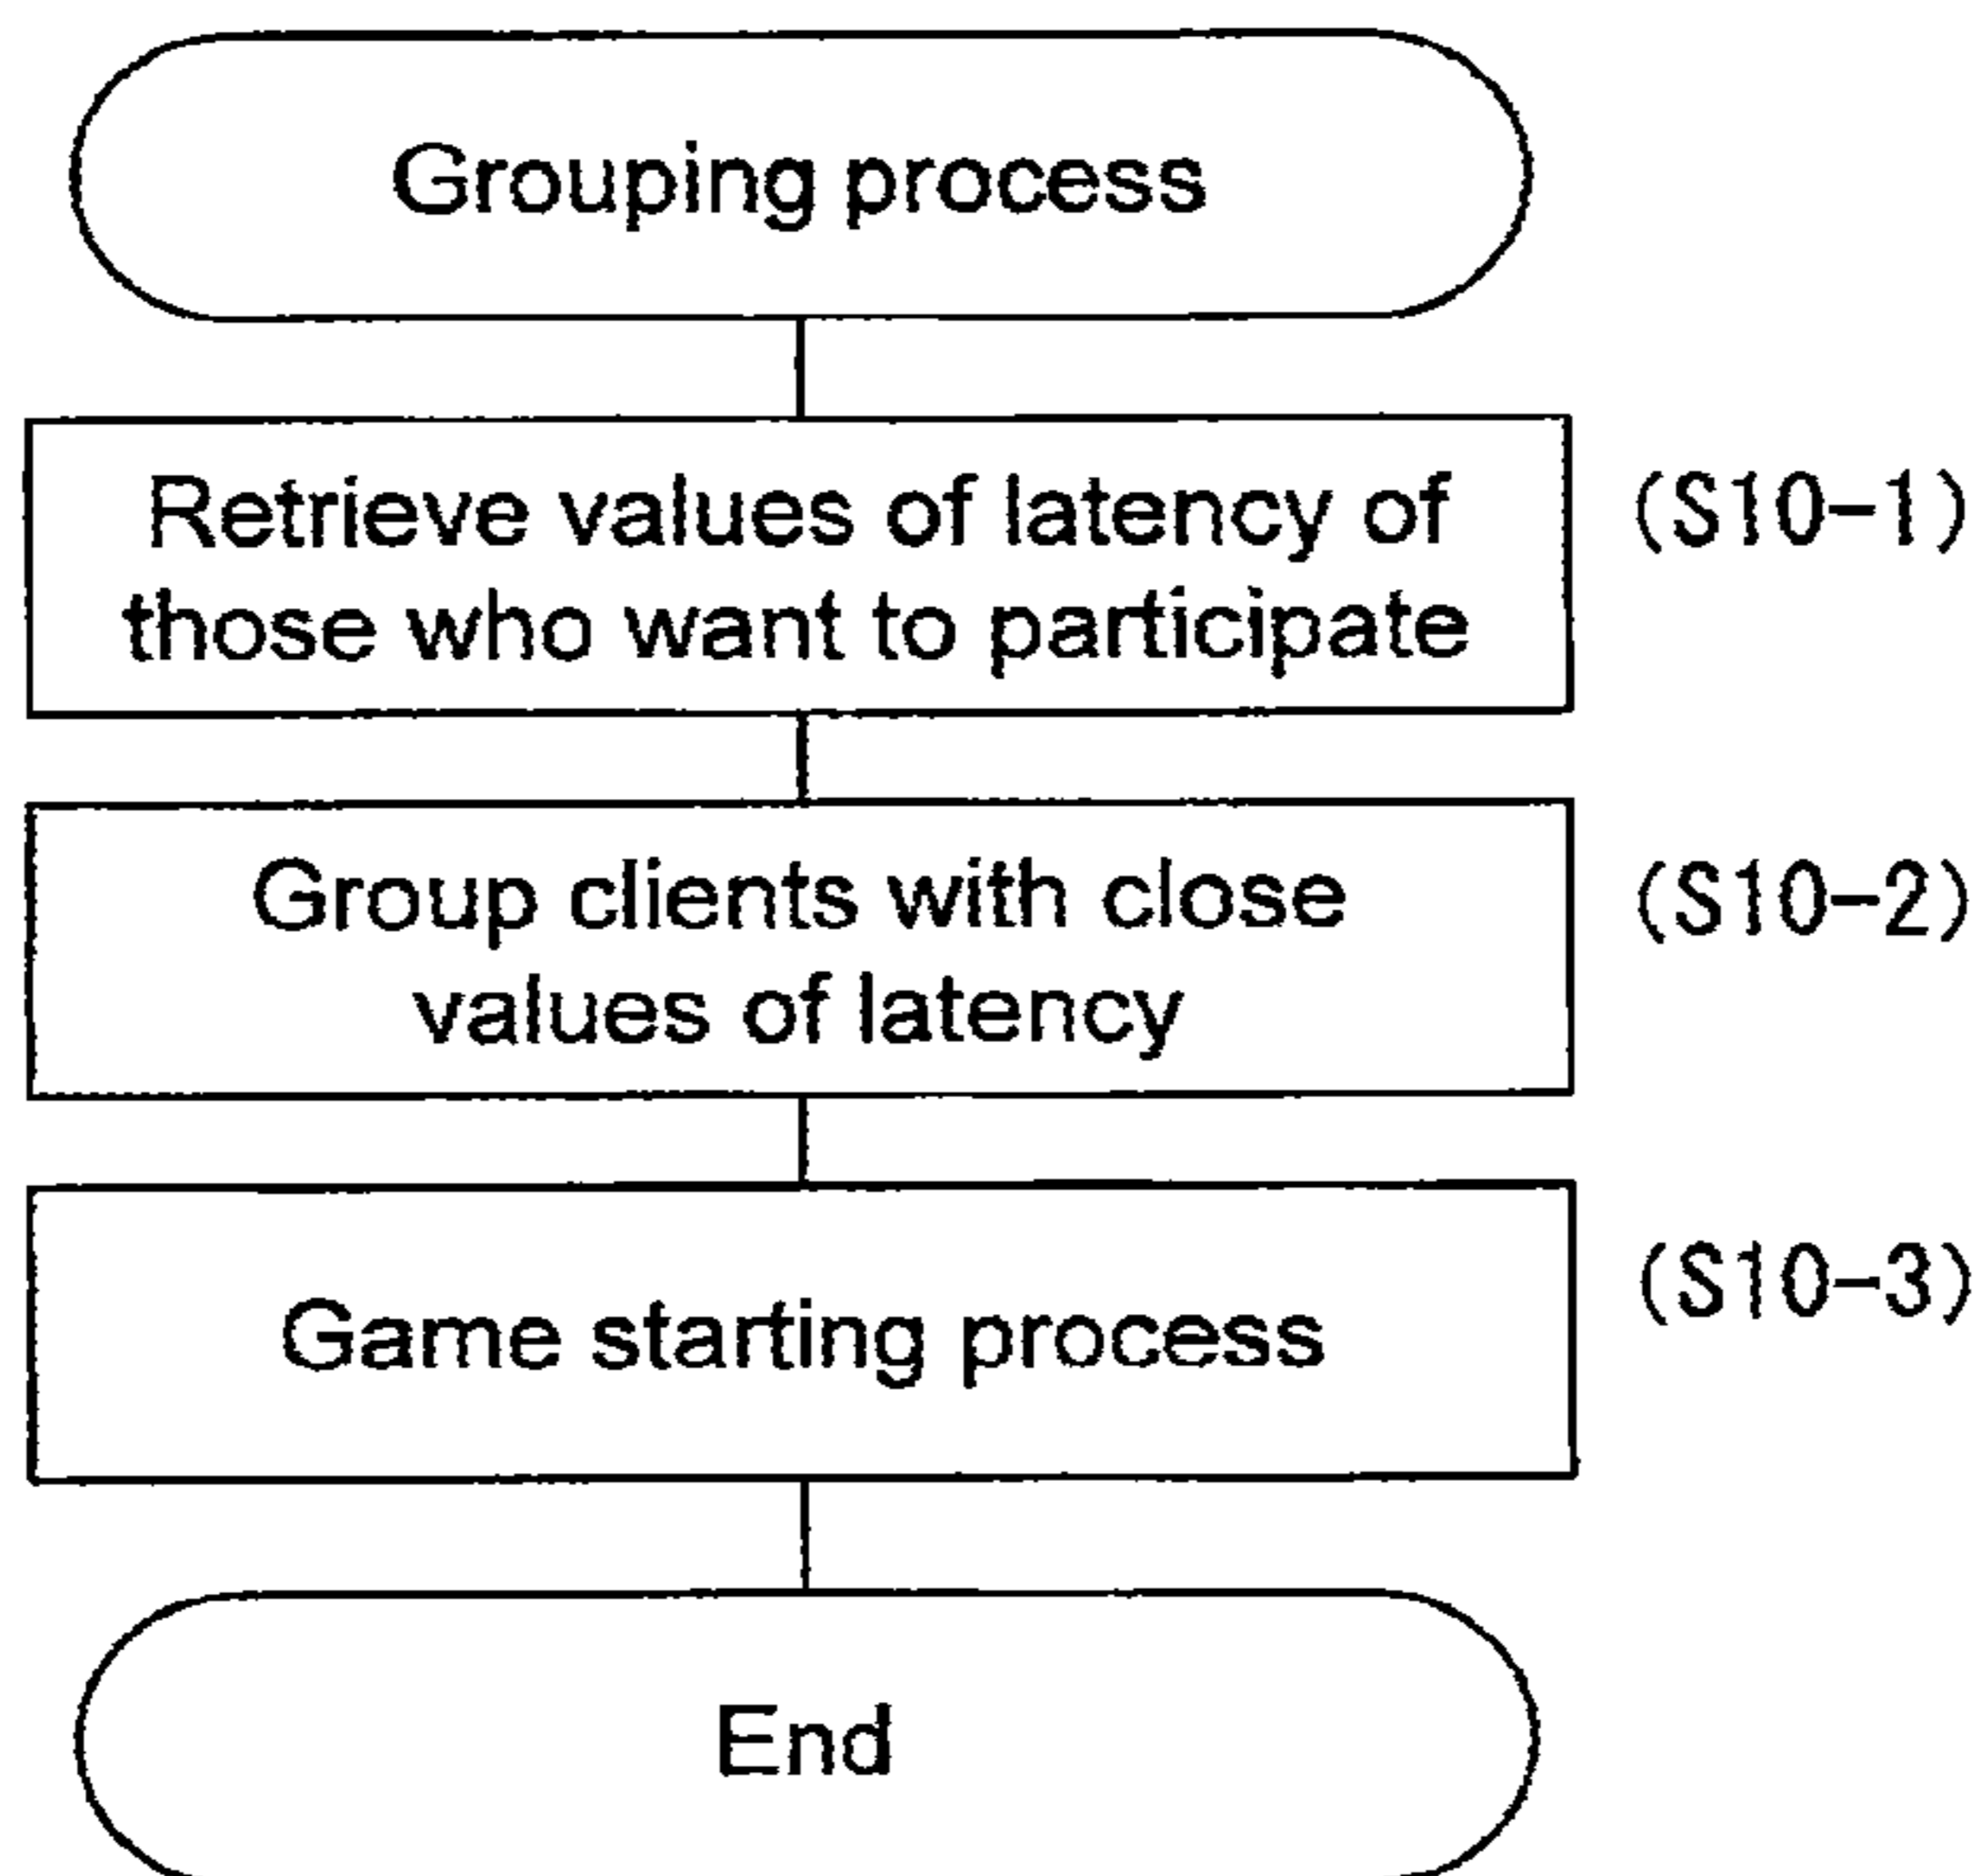 Grouping process
Retrieve values of latency of
those who want to participate
(S10-1)
Group clients with close
values of latency
(S10-2)
Game starting process
(S10-3)
End